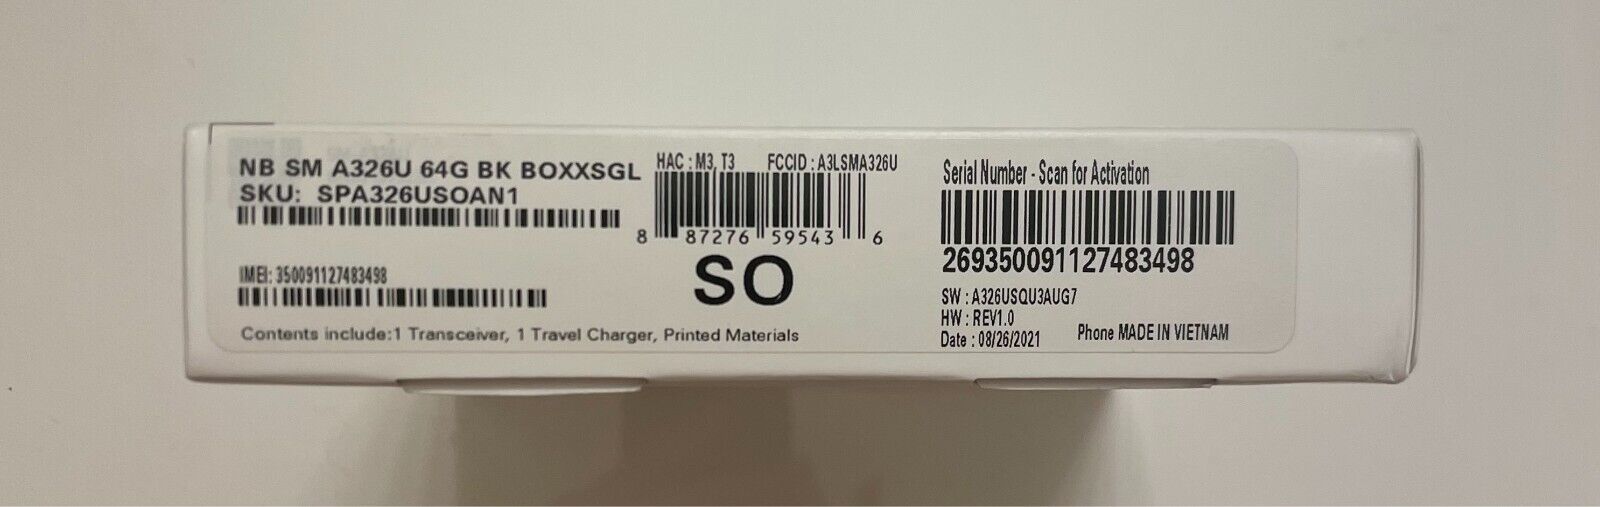 NB SM A326U 64G BK BOXXSGL
SKU: SPA326USOAN1
IMEI: 350091127483498
Contents include:1 Transceiver, 1 Travel Charger, Printed Materials
HAC : M3, T3 FCCID : A3LSMA326U
8 87276 59543 6
SO
Serial Number - Scan for Activation
269350091127483498
SW : A326USQU3AUG7
HW : REV1.0
Date : 08/26/2021 Phone MADE IN VIETNAM